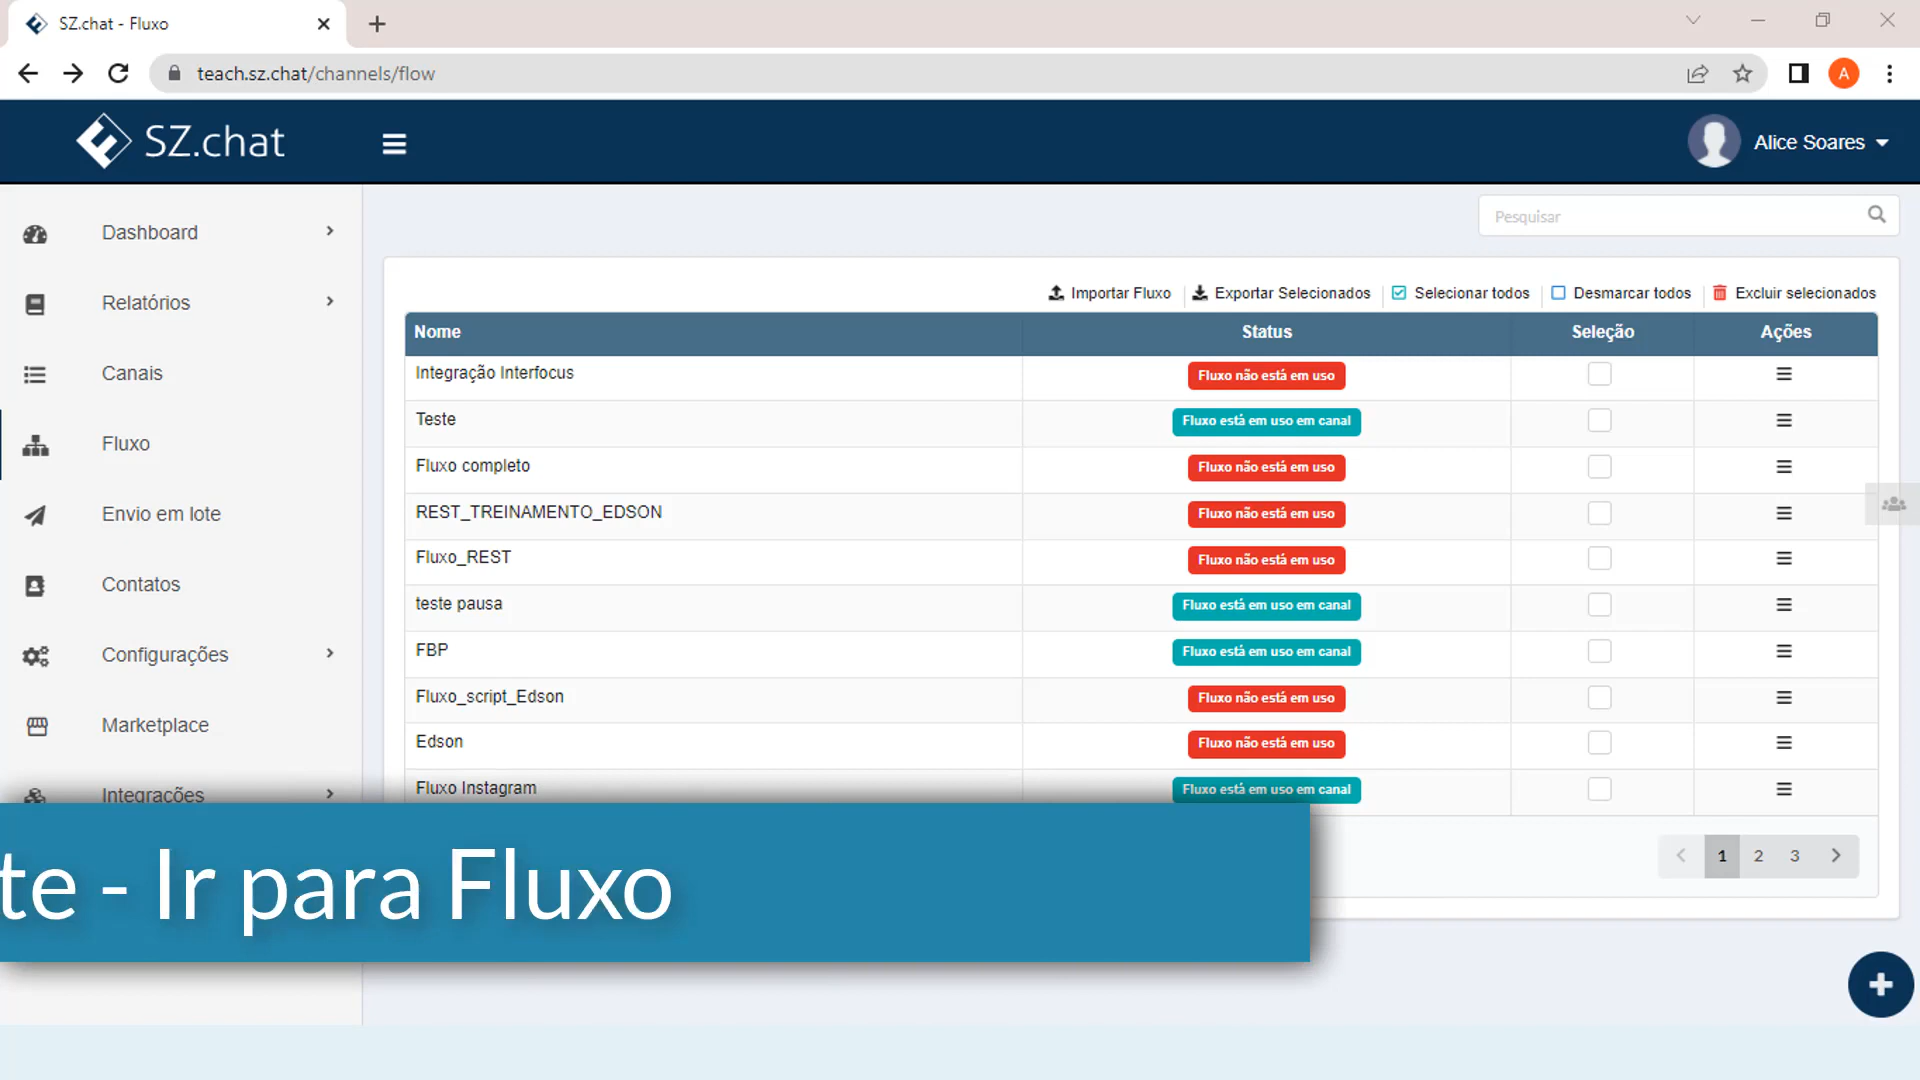 SZ.chat - Fluxo
teach.sz.chat/channels/flow
A
SZ.chat
Alice Soares
Pesquisar
Dashboard
Relatórios
Canais
Fluxo
Envio em lote
Contatos
Configurações
Marketplace
Integrações
Importar Fluxo
Exportar Selecionados
Selecionar todos
Desmarcar todos
Excluir selecionados
Nome Status Seleção Ações
Integração Interfocus Fluxo não está em uso
Teste Fluxo está em uso em canal
Fluxo completo Fluxo não está em uso
REST_TREINAMENTO_EDSON Fluxo não está em uso
Fluxo_REST Fluxo não está em uso
teste pausa Fluxo está em uso em canal
FBP Fluxo está em uso em canal
Fluxo_script_Edson Fluxo não está em uso
Edson Fluxo não está em uso
Fluxo Instagram Fluxo está em uso em canal
1 2 3
te - Ir para Fluxo